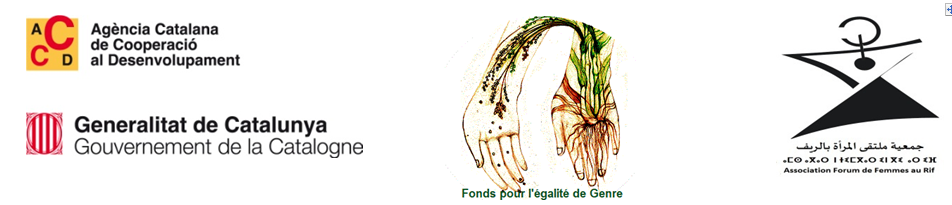 A C C D
Agència Catalana
de Cooperació
al Desenvolupament
Generalitat de Catalunya
Gouvernement de la Catalogne
Fonds pour l'égalité de Genre
جمعية ملتقى المرأة بالريف
Association Forum de Femmes au Rif